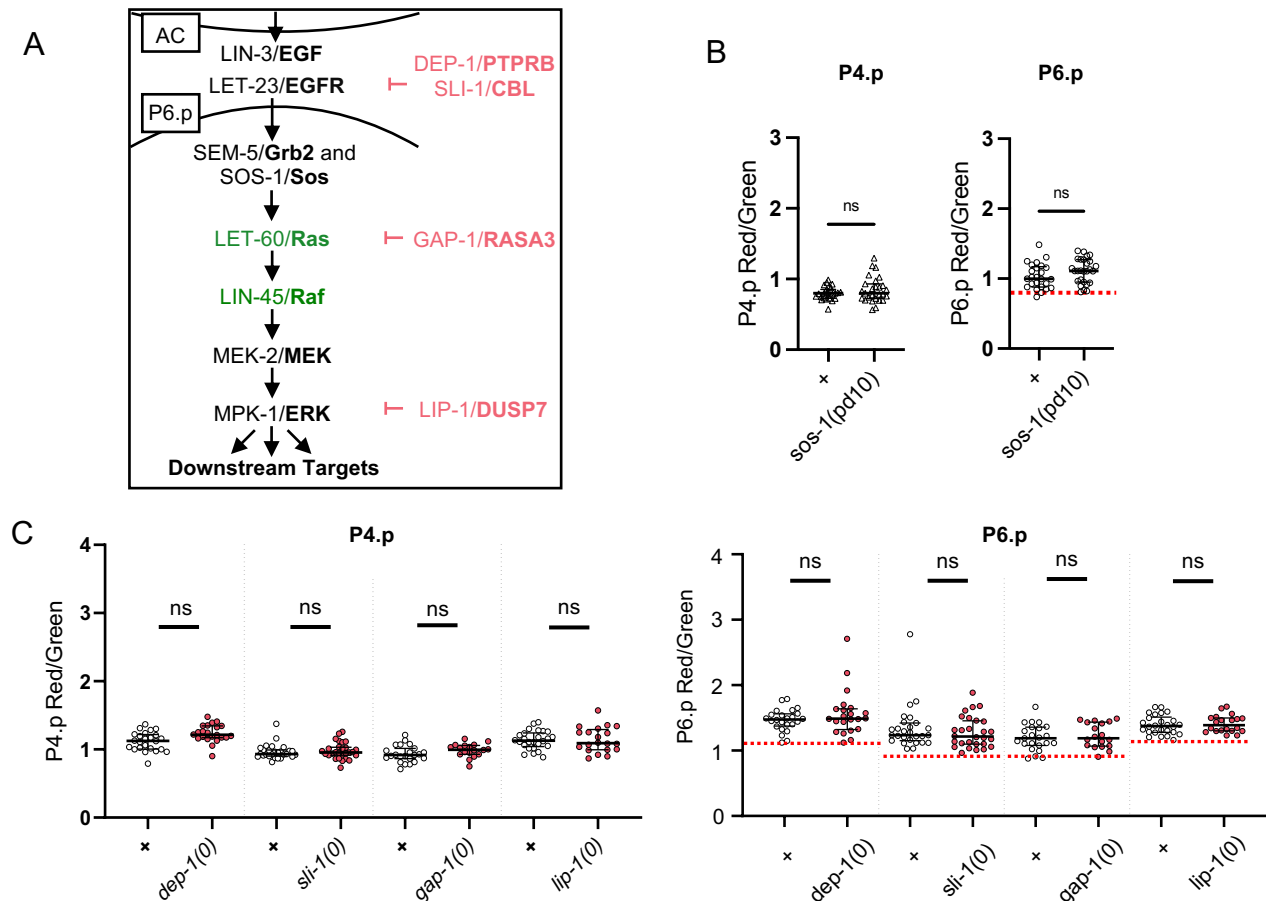 A
AC
LIN-3/EGF
LET-23/EGFR
DEP-1/PTPRB
SLI-1/CBL
P6.p
SEM-5/Grb2 and
SOS-1/Sos
LET-60/Ras
GAP-1/RASA3
LIN-45/Raf
MEK-2/MEK
MPK-1/ERK
LIP-1/DUSP7
Downstream Targets
B
P4.p
P4.p Red/Green
3
2
1
0
ns
+
sos-1(pd10)
P6.p
P6.p Red/Green
3
2
1
0
ns
+
sos-1(pd10)
C
P4.p
P4.p Red/Green
4
3
2
1
0
ns
ns
ns
ns
+
dep-1(0)
+
sli-1(0)
+
gap-1(0)
+
lip-1(0)
P6.p
P6.p Red/Green
4
3
2
1
0
ns
ns
ns
ns
+
dep-1(0)
+
sli-1(0)
+
gap-1(0)
+
lip-1(0)